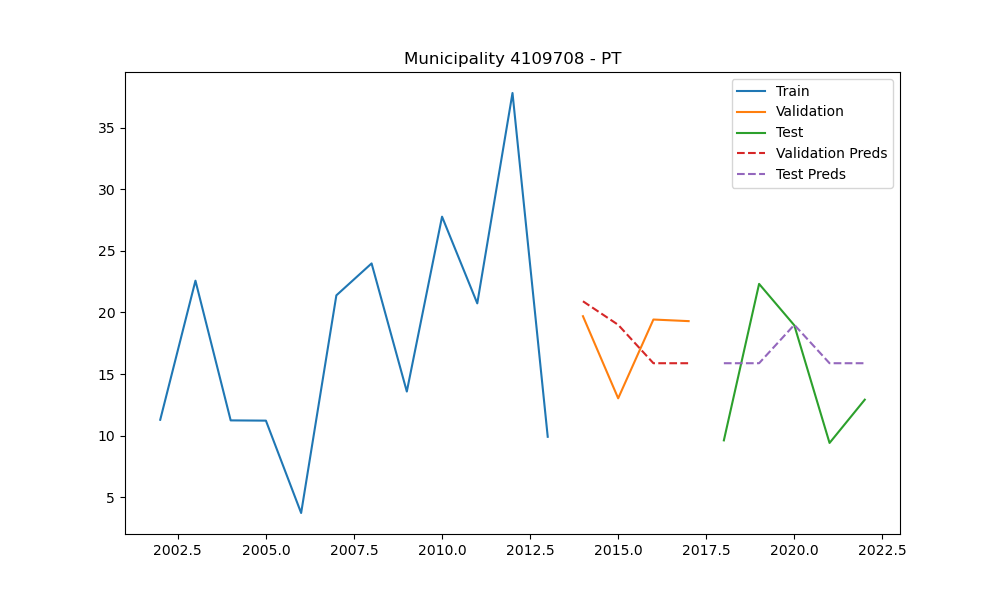 Municipality 4109708 - PT
Train
Validation
Test
Validation Preds
Test Preds
35
30
25
20
15
10
5
2002.5 2005.0 2007.5 2010.0 2012.5 2015.0 2017.5 2020.0 2022.5